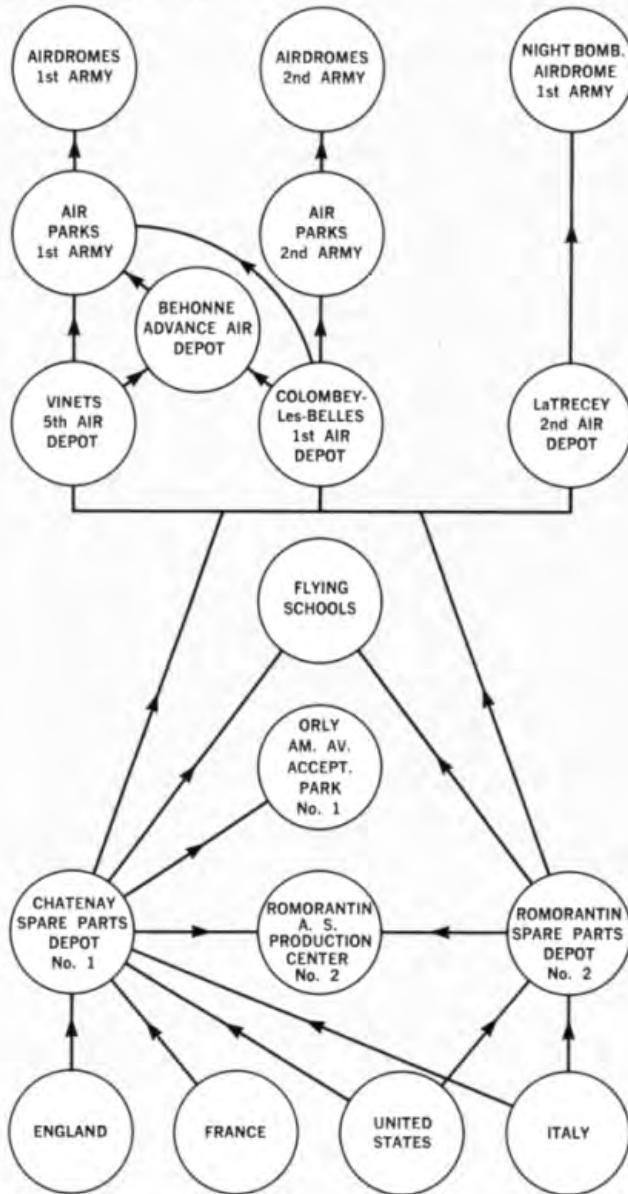 AIRDROMES
1st ARMY
AIRDROMES
2nd ARMY
NIGHT BOMB.
AIRDROME
1st ARMY
AIR
PARKS
1st ARMY
AIR
PARKS
2nd ARMY
BEHONNE
ADVANCE AIR
DEPOT
VINETS
5th AIR
DEPOT
COLOMBEY-
Les-BELLES
1st AIR
DEPOT
LaTRECEY
2nd AIR
DEPOT
FLYING
SCHOOLS
ORLY
AM. AV.
ACCEPT.
PARK
No. 1
CHATENAY
SPARE PARTS
DEPOT
No. 1
ROMORANTIN
A. S.
PRODUCTION
CENTER
No. 2
ROMORANTIN
SPARE PARTS
DEPOT
No. 2
ENGLAND
FRANCE
UNITED
STATES
ITALY